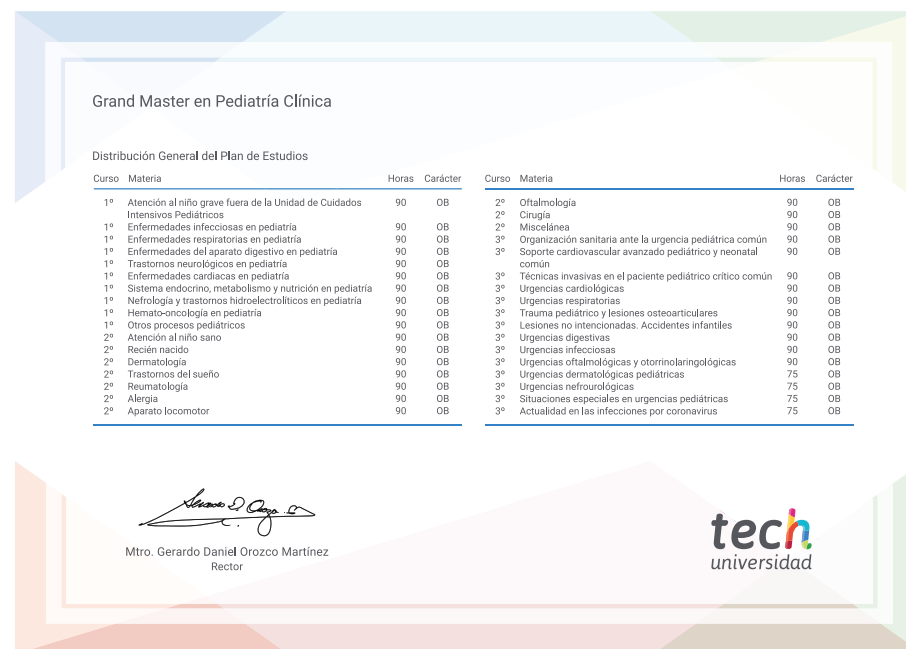 Grand Master en Pediatría Clínica
Distribución General del Plan de Estudios
Curso Materia Horas Carácter
1º Atención al niño grave fuera de la Unidad de Cuidados 90 OB
Intensivos Pediátricos
1º Enfermedades infecciosas en pediatría 90 OB
1º Enfermedades respiratorias en pediatría 90 OB
1º Enfermedades del aparato digestivo en pediatría 90 OB
1º Trastornos neurológicos en pediatría 90 OB
1º Enfermedades cardiacas en pediatría 90 OB
1º Sistema endocrino, metabolismo y nutrición en pediatría 90 OB
1º Nefrología y trastornos hidroelectrolíticos en pediatría 90 OB
1º Hemato-oncología en pediatría 90 OB
1º Otros procesos pediátricos 90 OB
2º Atención al niño sano 90 OB
2º Recién nacido 90 OB
2º Dermatología 90 OB
2º Trastornos del sueño 90 OB
2º Reumatología 90 OB
2º Alergia 90 OB
2º Aparato locomotor 90 OB
Curso Materia Horas Carácter
2º Oftalmología 90 OB
2º Cirugía 90 OB
2º Miscelánea 90 OB
3º Organización sanitaria ante la urgencia pediátrica común 90 OB
3º Soporte cardiovascular avanzado pediátrico y neonatal 90 OB
común
3º Técnicas invasivas en el paciente pediátrico crítico común 90 OB
3º Urgencias cardiológicas 90 OB
3º Urgencias respiratorias 90 OB
3º Trauma pediátrico y lesiones osteoarticulares 90 OB
3º Lesiones no intencionadas. Accidentes infantiles 90 OB
3º Urgencias digestivas 90 OB
3º Urgencias infecciosas 90 OB
3º Urgencias oftalmológicas y otorrinolaringológicas 90 OB
3º Urgencias dermatológicas pediátricas 75 OB
3º Urgencias nefrourológicas 75 OB
3º Situaciones especiales en urgencias pediátricas 75 OB
3º Actualidad en las infecciones por coronavirus 75 OB
Mtro. Gerardo Daniel Orozco Martínez
Rector
tech
universidad